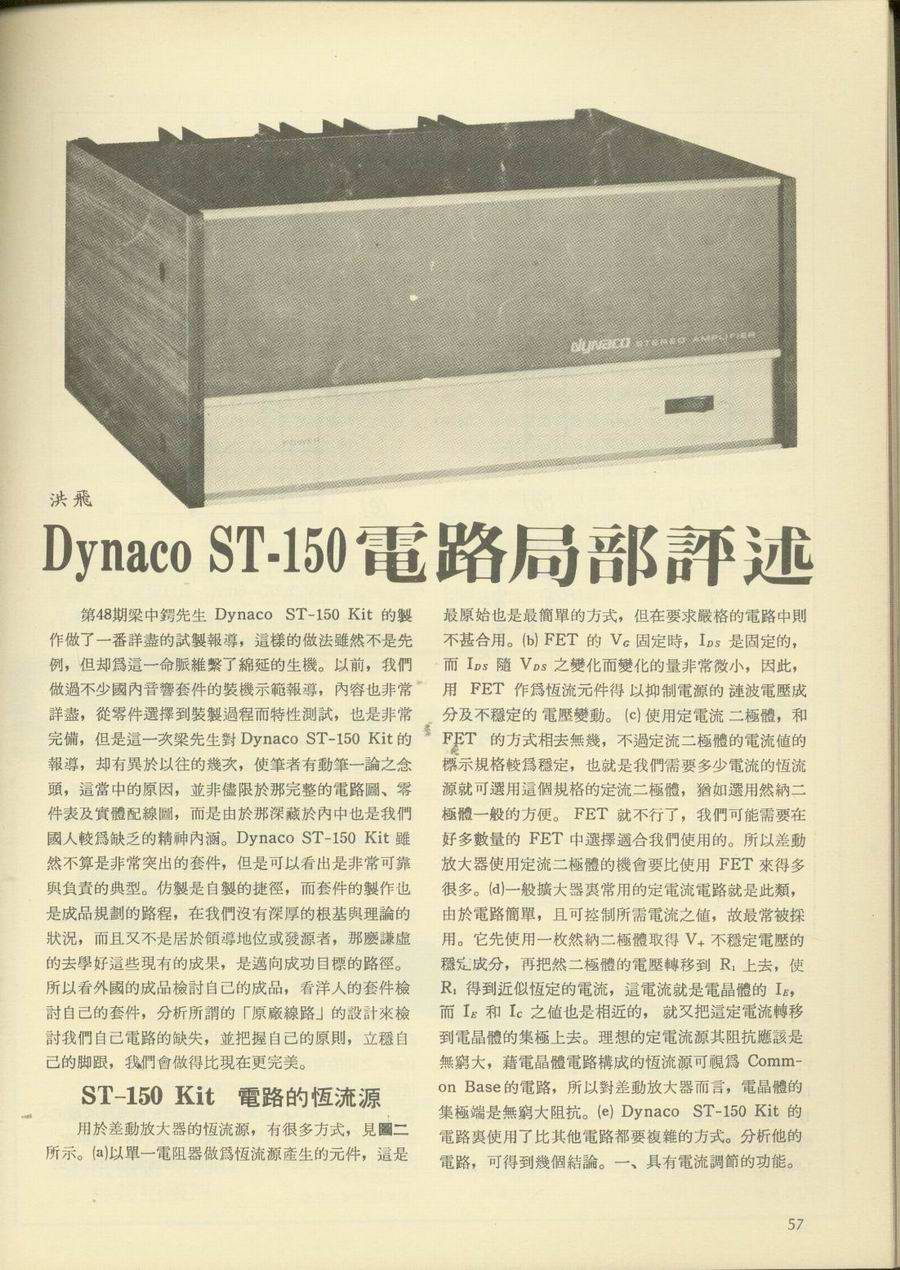 dynaco STEREO AMPLIFIER
POWER
洪飛
Dynaco ST-150電路局部評述
第48期梁中鍔先生 Dynaco ST-150 Kit 的製
作做了一番詳盡的試製報導，這樣的做法雖然不是先
例，但却爲這一命脈維繫了綿延的生機。以前，我們
做過不少國內音響套件的裝機示範報導，內容也非常
詳盡，從零件選擇到裝製過程而特性測試，也是非常
完備，但是這一次梁先生對 Dynaco ST-150 Kit 的
報導，却有異於以往的幾次，使筆者有動筆一論之念
頭，這當中的原因，並非儘限於那完整的電路圖、零
件表及實體配線圖，而是由於那深藏於內中也是我們
國人較爲缺乏的精神內涵。Dynaco ST-150 Kit 雖
然不算是非常突出的套件，但是可以看出是非常可靠
與負責的典型。仿製是自製的捷徑，而套件的製作也
是成品規劃的路程，在我們沒有深厚的根基與理論的
狀況，而且又不是居於領導地位或發源者，那麼謙虛
的去學好這些現有的成果，是邁向成功目標的路徑。
所以看外國的成品檢討自己的成品，看洋人的套件檢
討自己的套件，分析所謂的「原廠線路」的設計來檢
討我們自己電路的缺失，並把握自己的原則，立穩自
己的脚跟，我們會做得比現在更完美。
ST-150 Kit 電路的恆流源
用於差動放大器的恆流源，有很多方式，見圖二
所示。(a)以單一電阻器做爲恆流源產生的元件，這是
最原始也是最簡單的方式，但在要求嚴格的電路中則
不甚合用。(b) FET 的 VG 固定時，IDS 是固定的，
而 IDS 隨 VDS 之變化而變化的量非常微小，因此，
用 FET 作爲恆流元件得以抑制電源的漣波電壓成
分及不穩定的電壓變動。(c)使用定電流二極體，和
FET 的方式相去無幾，不過定流二極體的電流值的
標示規格較爲穩定，也就是我們需要多少電流的恆流
源就可選用這個規格的定流二極體，猶如選用然納二
極體一般的方便。 FET 就不行了，我們可能需要在
好多數量的 FET 中選擇適合我們使用的。所以差動
放大器使用定流二極體的機會要比使用 FET 來得多
很多。(d)一般擴大器裏常用的定電流電路就是此類，
由於電路簡單，且可控制所需電流之值，故最常被採
用。它先使用一枚然納二極體取得 V+ 不穩定電壓的
穩定成分，再把然二極體的電壓轉移到 R1 上去，使
R1 得到近似恆定的電流，這電流就是電晶體的 IE，
而 IE 和 IC 之值也是相近的，就又把這定電流轉移
到電晶體的集極上去。理想的定電流源其阻抗應該是
無窮大，藉電晶體電路構成的恆流源可視爲 Comm-
on Base的電路，所以對差動放大器而言，電晶體的
集極端是無窮大阻抗。(e) Dynaco ST-150 Kit 的
電路裏使用了比其他電路都要複雜的方式。分析他的
電路，可得到幾個結論。一、具有電流調節的功能。
57